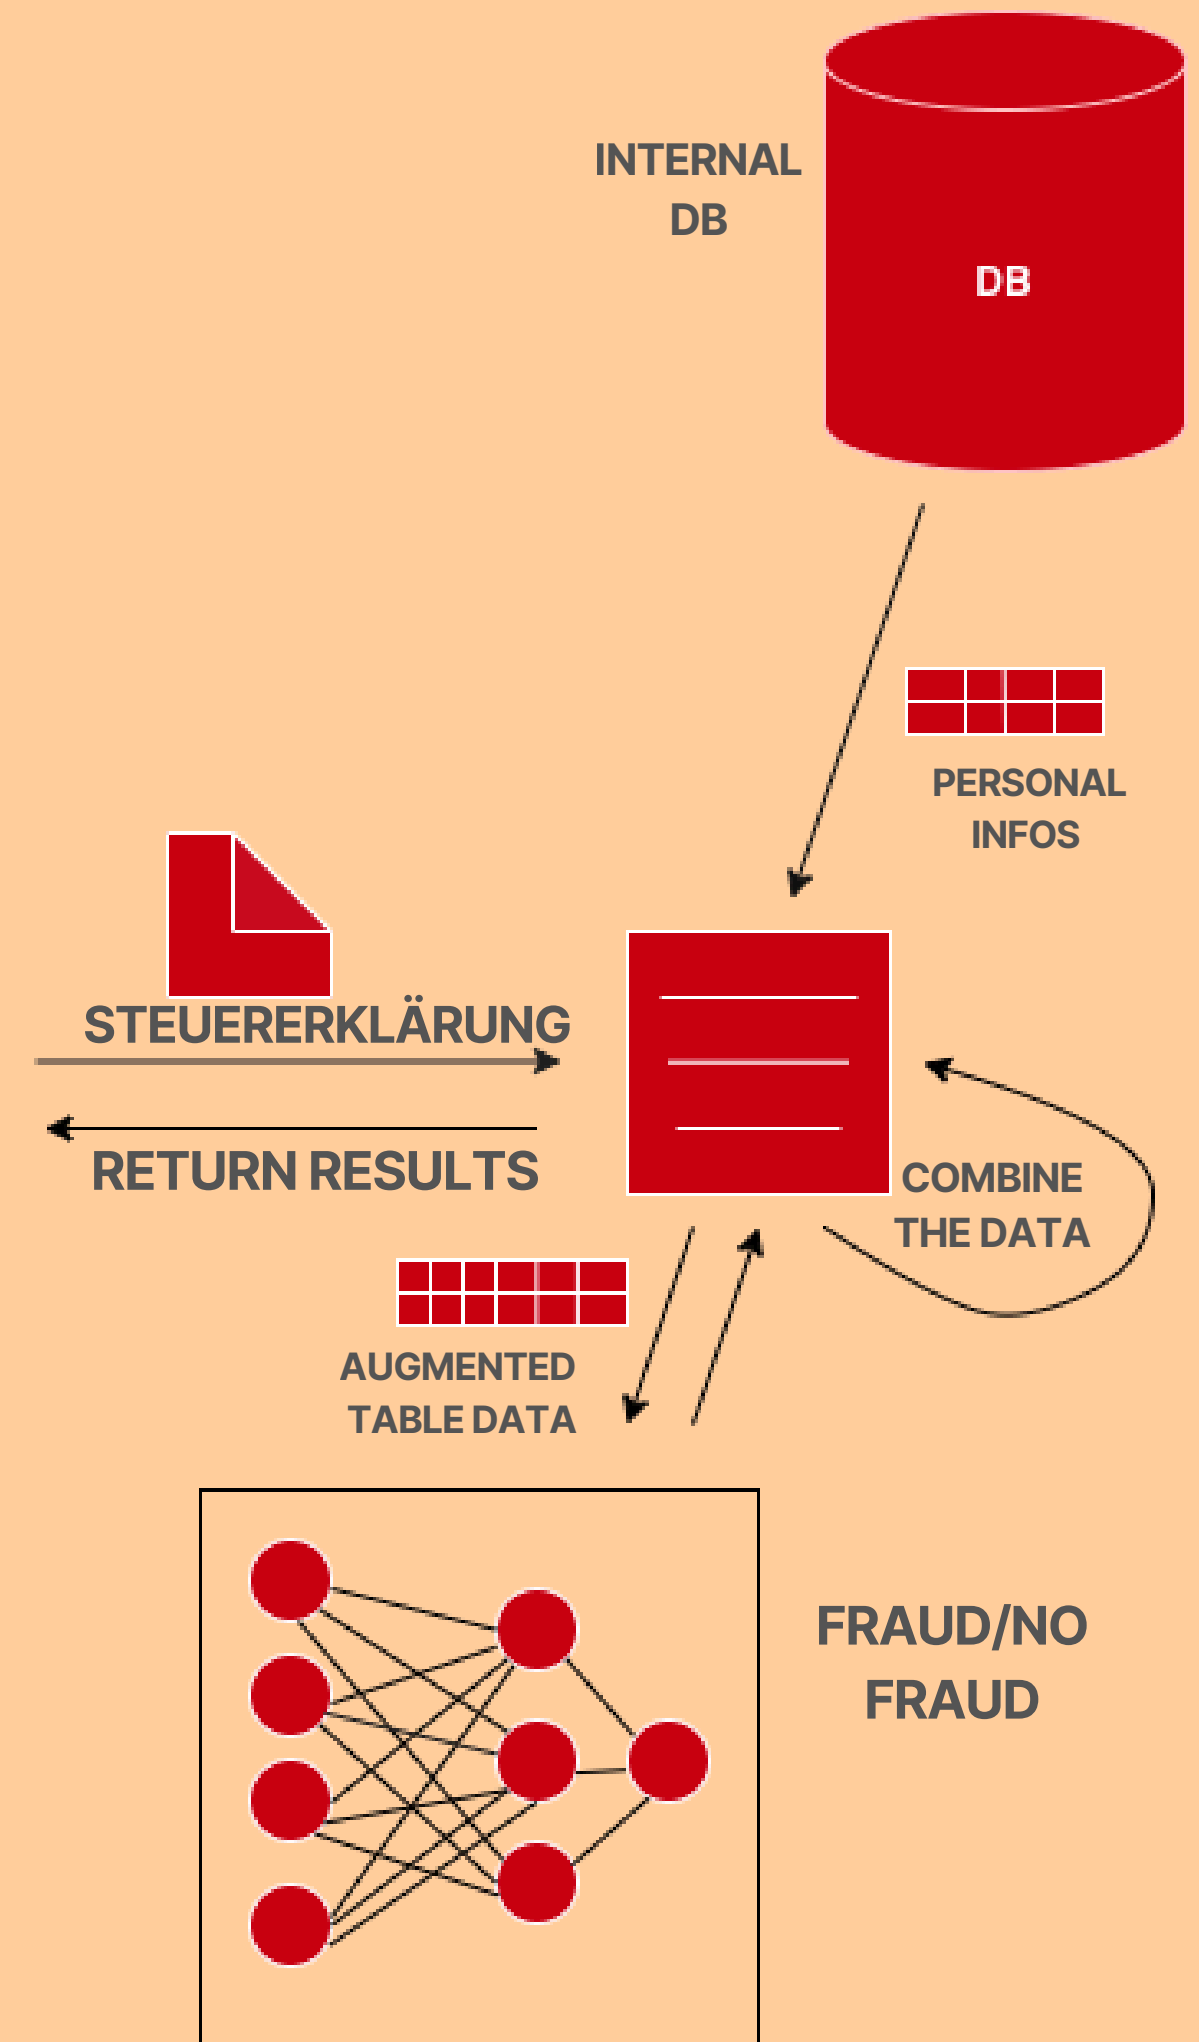 INTERNAL
DB
DB
PERSONAL
INFOS
STEUERERKLÄRUNG
RETURN RESULTS
COMBINE
THE DATA
AUGMENTED
TABLE DATA
FRAUD/NO
FRAUD